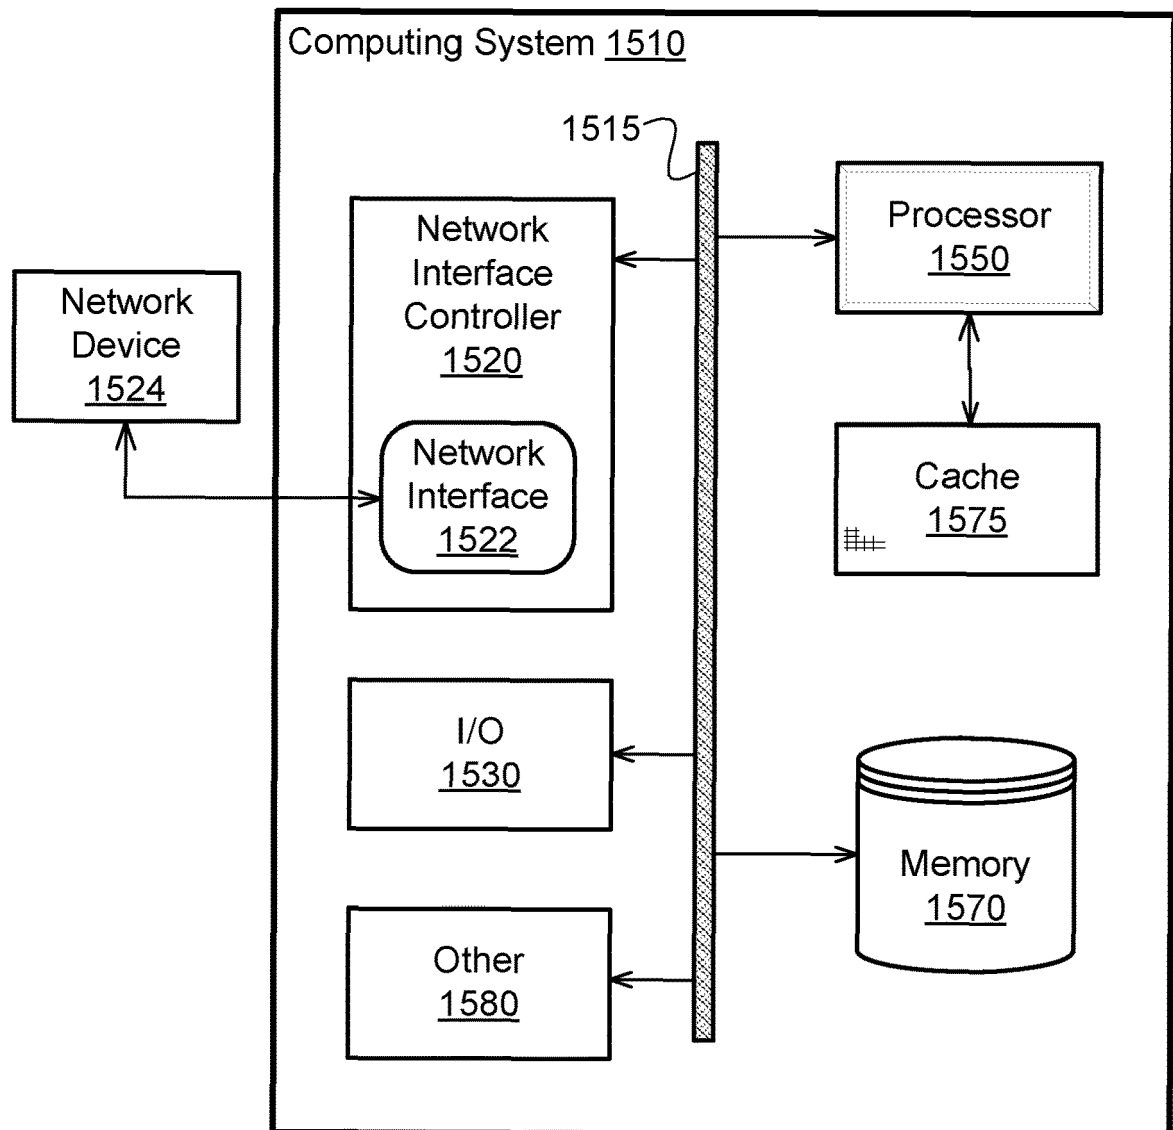 Computing System 1510
1515
Network
Interface
Controller
1520
Network
Interface
1522
Network
Device
1524
Processor
1550
Cache
1575
I/O
1530
Memory
1570
Other
1580